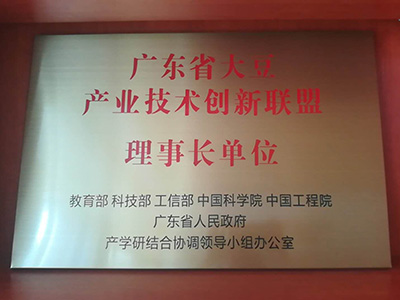 广东省大豆
产业技术创新联盟
理事长单位
教育部 科技部 工信部 中国科学院 中国工程院
广东省人民政府
产学研结合协调领导小组办公室